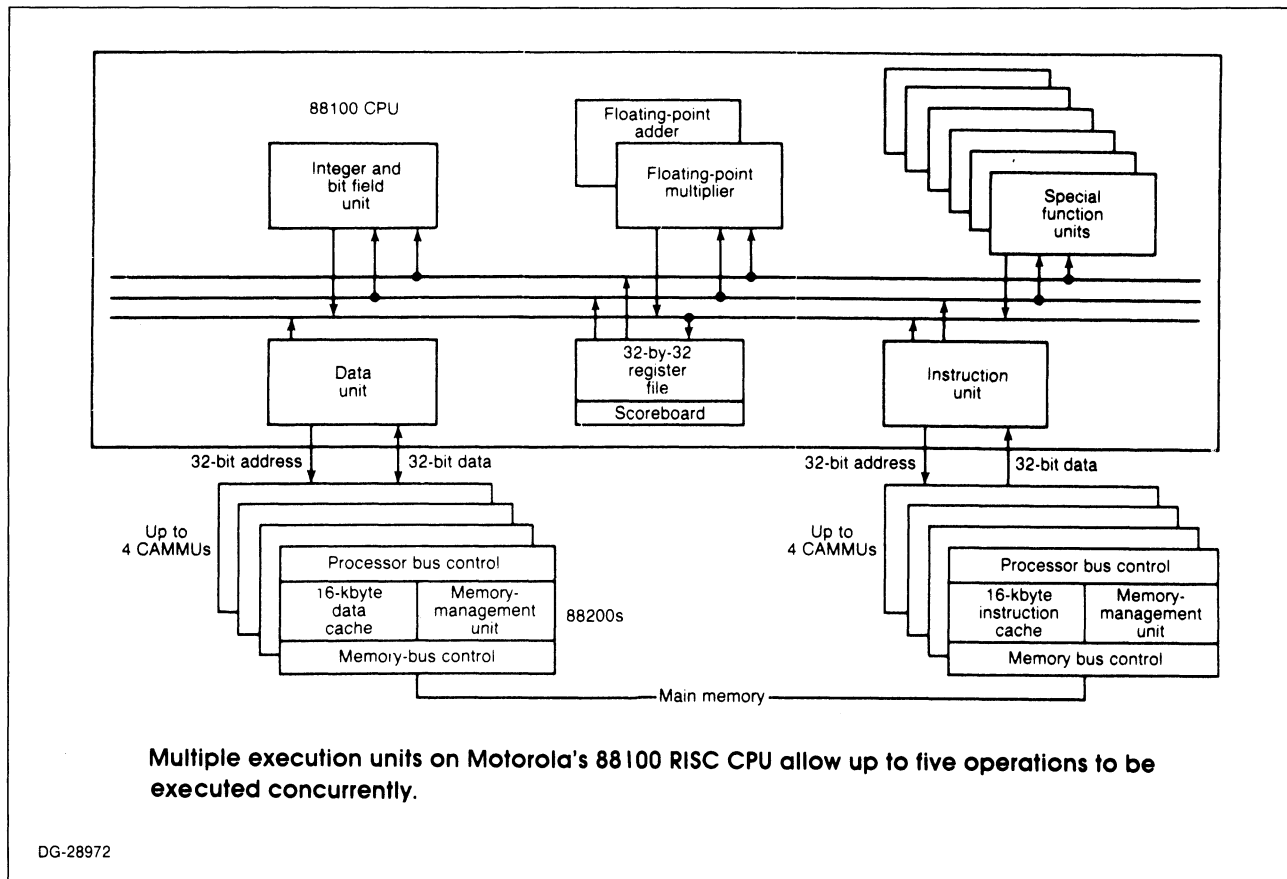 88100 CPU
Integer and
bit field
unit
Floating-point
adder
Floating-point
multiplier
Special
function
units
Data
unit
32-by-32
register
file
Scoreboard
Instruction
unit
32-bit address
32-bit data
32-bit address
32-bit data
Up to
4 CAMMUs
Processor bus control
16-kbyte
data
cache
Memory-
management
unit
Memory-bus control
88200s
Up to
4 CAMMUs
Processor bus control
16-kbyte
instruction
cache
Memory-
management
unit
Memory bus control
Main memory
Multiple execution units on Motorola's 88100 RISC CPU allow up to five operations to be
executed concurrently.
DG-28972